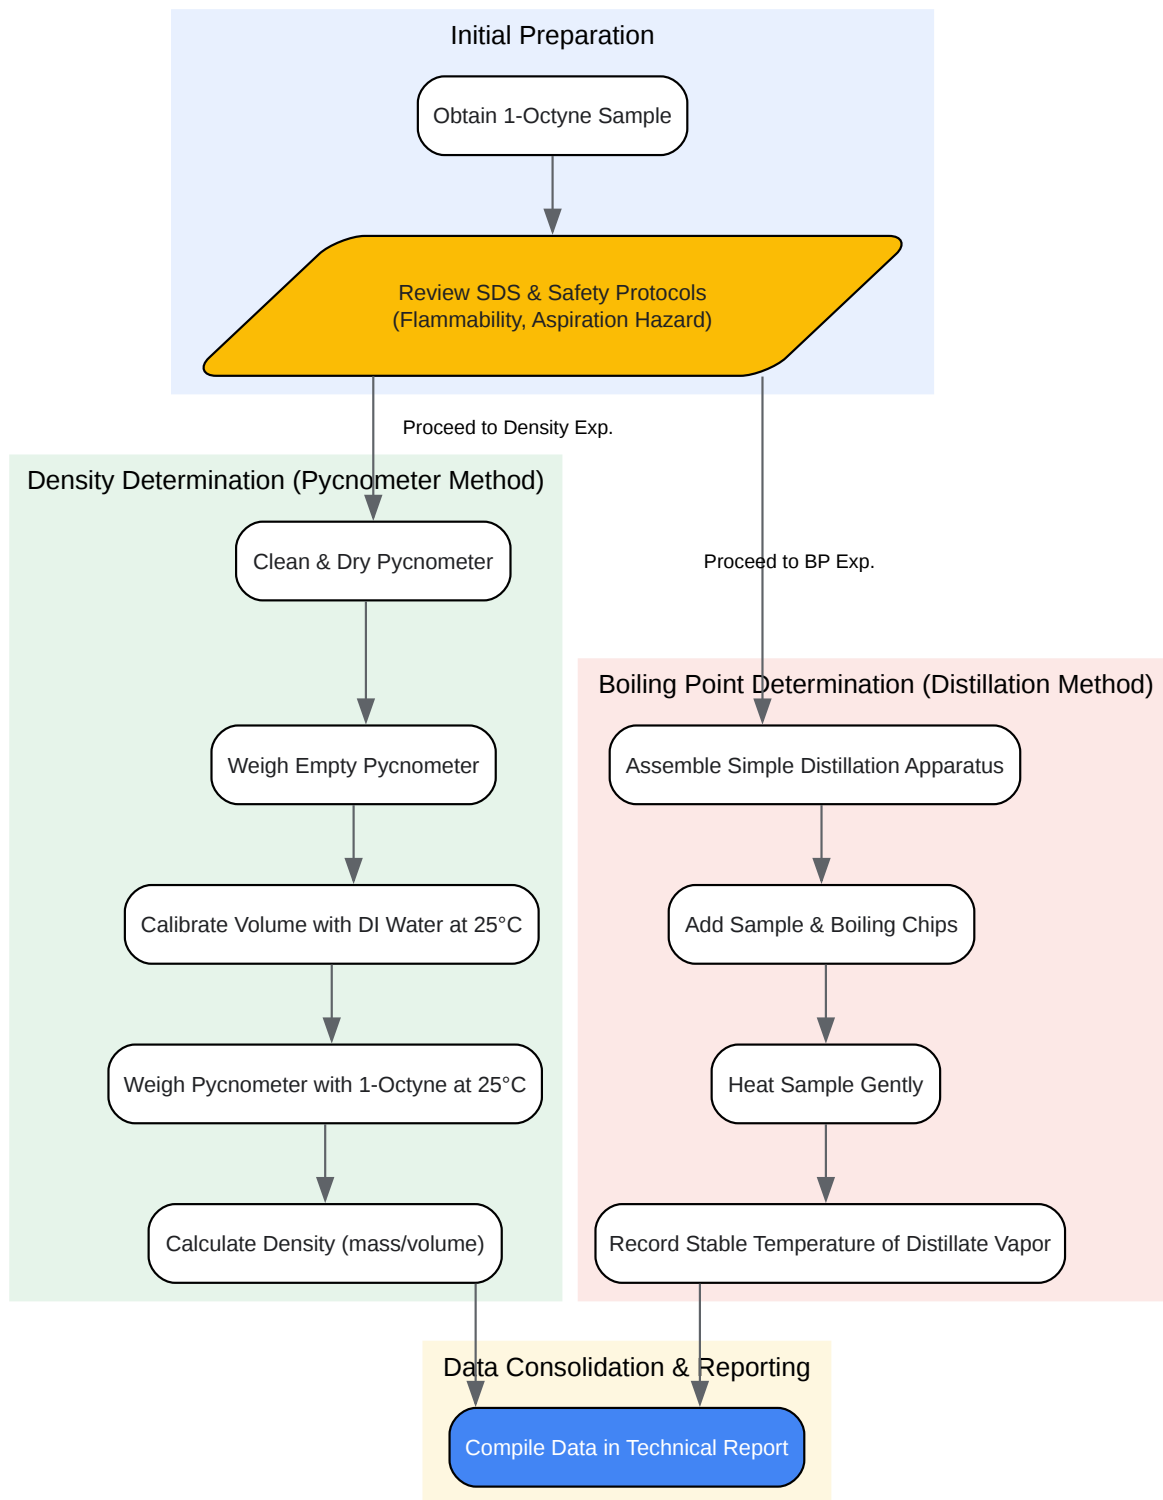 Initial Preparation
Obtain 1-Octyne Sample
Review SDS & Safety Protocols
(Flammability, Aspiration Hazard)
Proceed to Density Exp.
Density Determination (Pycnometer Method)
Clean & Dry Pycnometer
Weigh Empty Pycnometer
Calibrate Volume with DI Water at 25°C
Weigh Pycnometer with 1-Octyne at 25°C
Calculate Density (mass/volume)
Proceed to BP Exp.
Boiling Point Determination (Distillation Method)
Assemble Simple Distillation Apparatus
Add Sample & Boiling Chips
Heat Sample Gently
Record Stable Temperature of Distillate Vapor
Data Consolidation & Reporting
Compile Data in Technical Report